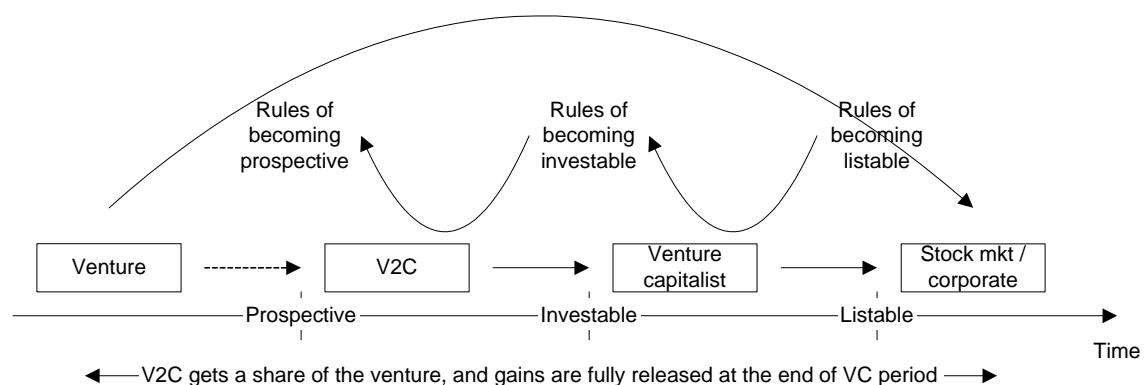 Rules of
becoming
prospective
Rules of
becoming
investable
Rules of
becoming
listable
Venture
V2C
Venture
capitalist
Stock mkt /
corporate
Prospective
Investable
Listable
Time
V2C gets a share of the venture, and gains are fully released at the end of VC period